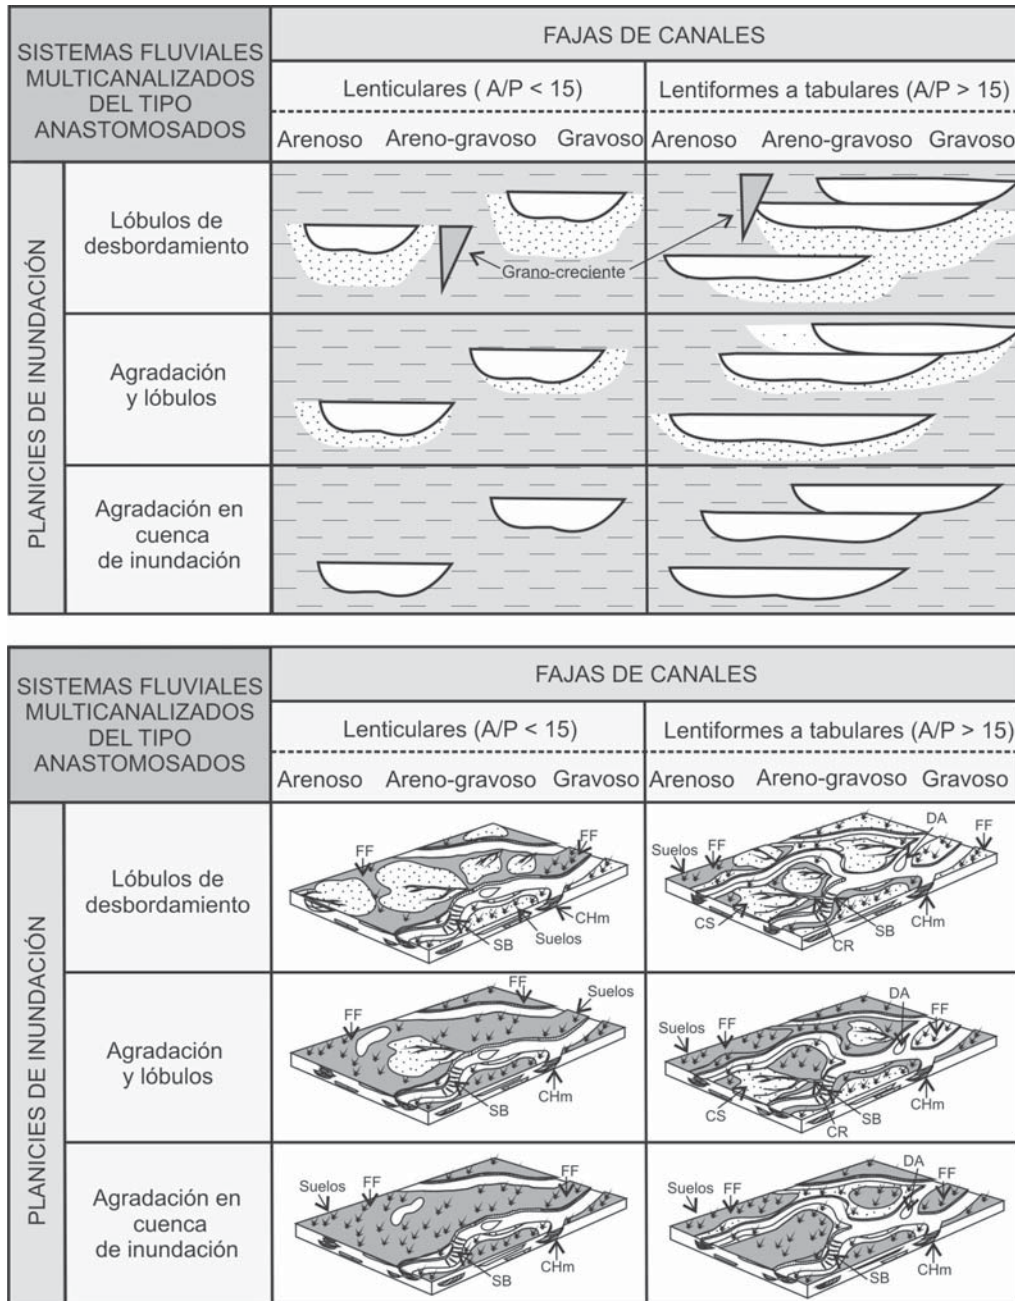 SISTEMAS FLUVIALES
MULTICANALIZADOS
DEL TIPO
ANASTOMOSADOS
FAJAS DE CANALES
Lenticulares ( A/P < 15)
Lentiformes a tabulares (A/P > 15)
Arenoso Areno-gravoso Gravoso
Arenoso Areno-gravoso Gravoso
PLANICIES DE INUNDACIÓN
Lóbulos de
desbordamiento
Grano-creciente
Agradación
y lóbulos
Agradación en
cuenca
de inundación
SISTEMAS FLUVIALES
MULTICANALIZADOS
DEL TIPO
ANASTOMOSADOS
FAJAS DE CANALES
Lenticulares (A/P < 15)
Lentiformes a tabulares (A/P > 15)
Arenoso Areno-gravoso Gravoso
Arenoso Areno-gravoso Gravoso
PLANICIES DE INUNDACIÓN
Lóbulos de
desbordamiento
FF
FF
CHm
Suelos
SB
Suelos
FF
DA
FF
CS
CR
SB
CHm
Agradación
y lóbulos
FF
FF
Suelos
SB
CHm
Suelos
FF
DA
FF
CS
CR
SB
CHm
Agradación en
cuenca
de inundación
Suelos
FF
FF
SB
CHm
Suelos
FF
DA
FF
SB
CHm